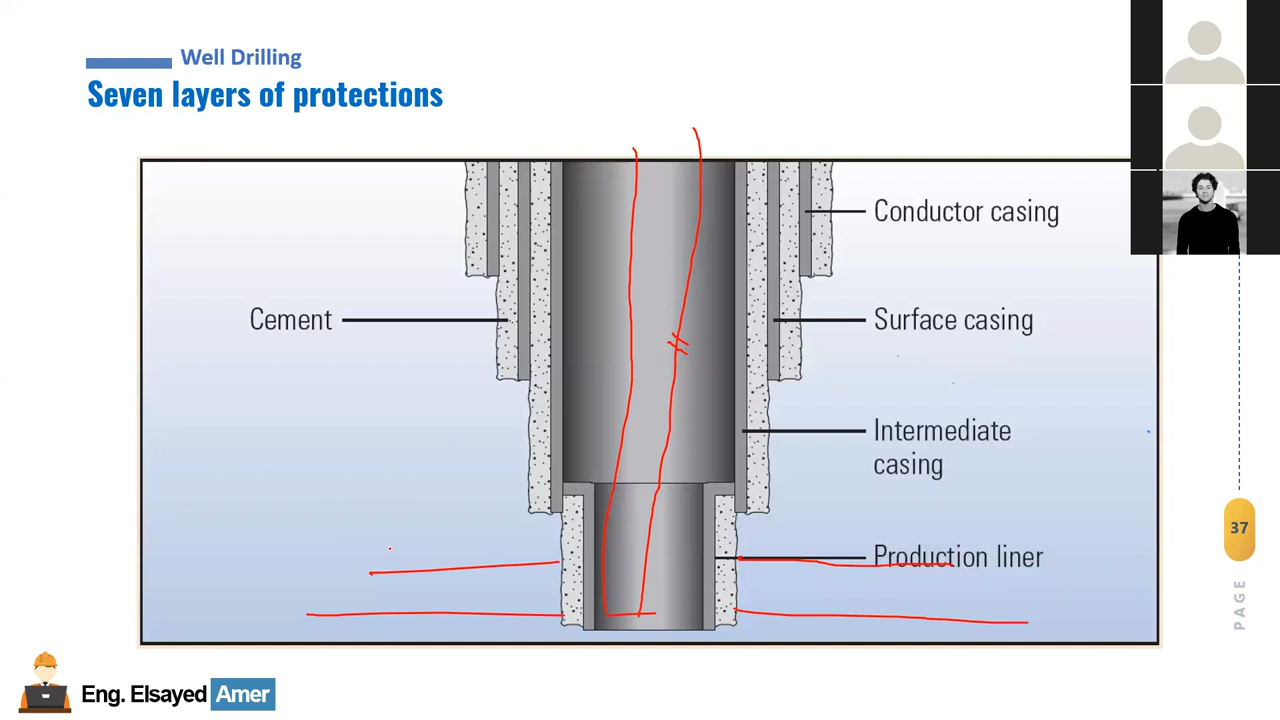 Well Drilling
Seven layers of protections
Conductor casing
Cement
Surface casing
Intermediate
casing
Production liner
37
PAGE
Eng. Elsayed Amer